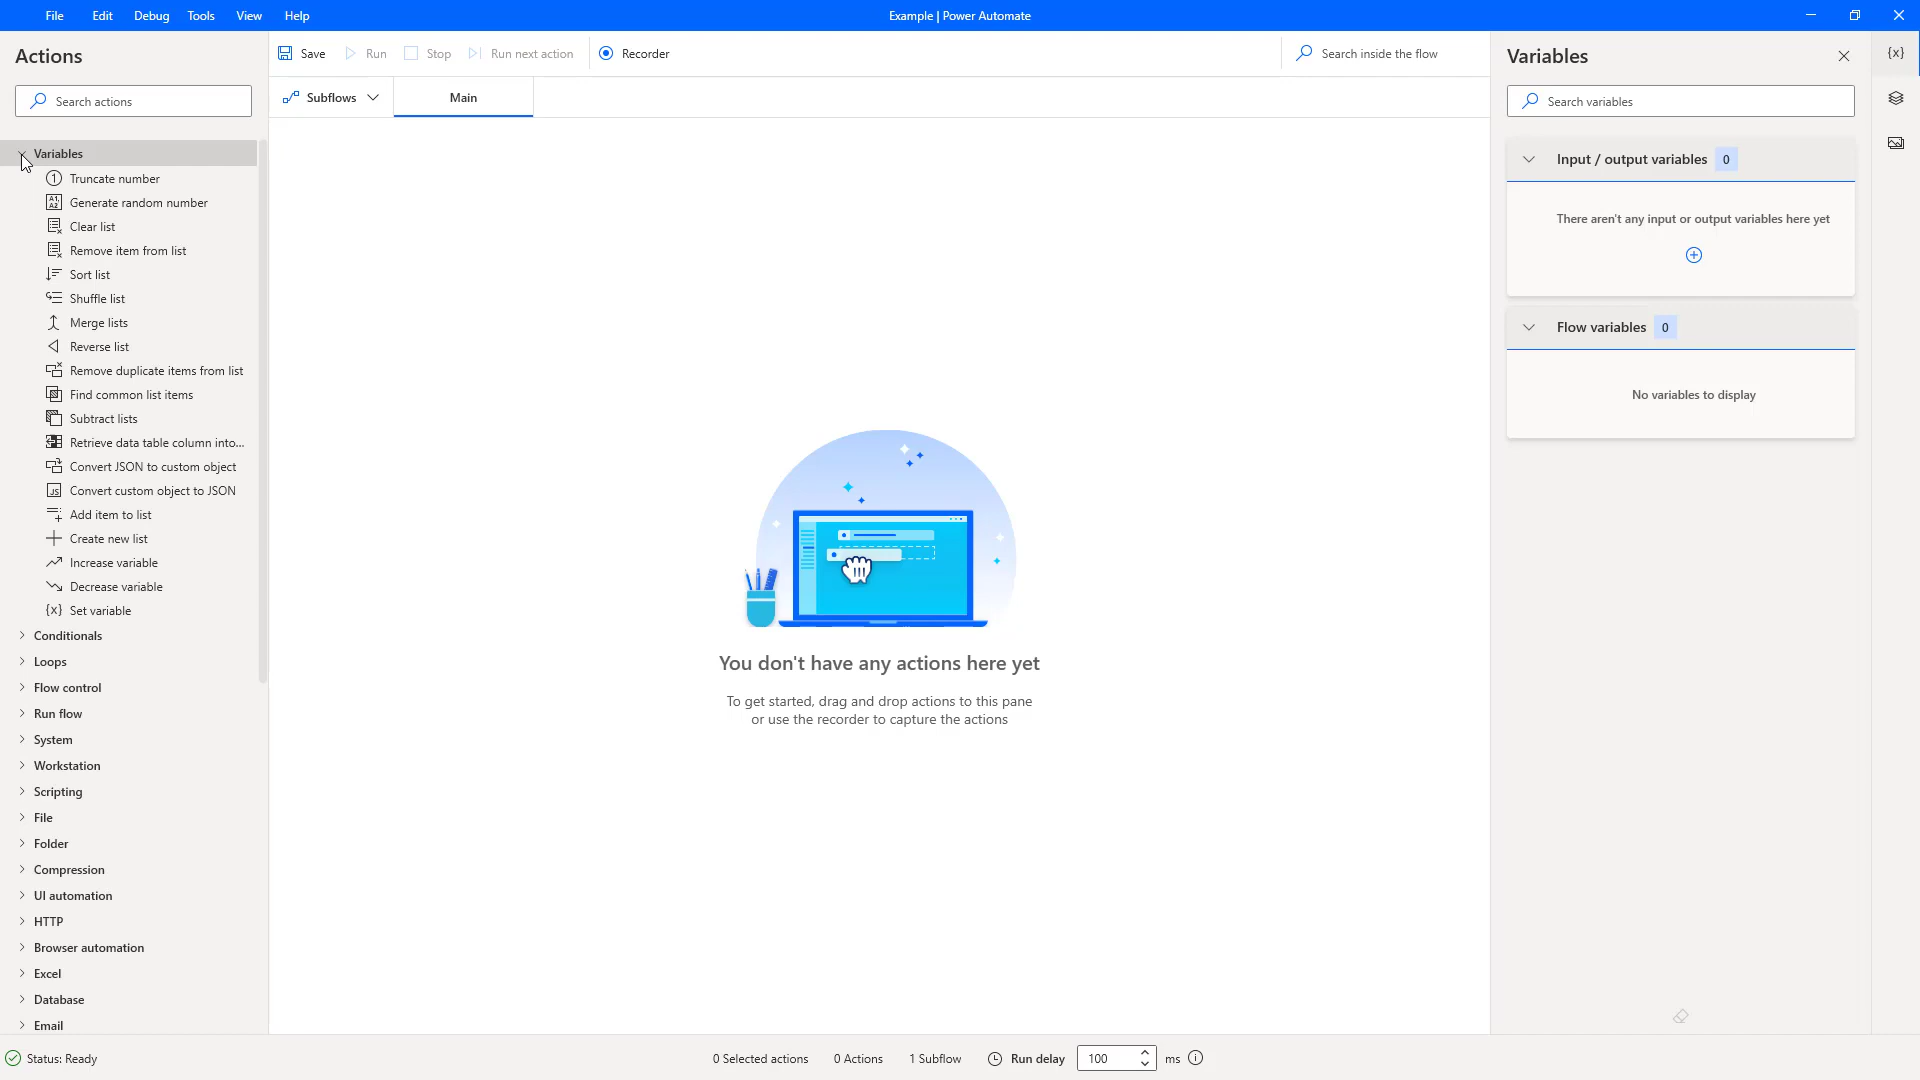 File Edit Debug Tools View Help
Example | Power Automate
Actions
Search actions
Variables
Truncate number
Generate random number
Clear list
Remove item from list
Sort list
Shuffle list
Merge lists
Reverse list
Remove duplicate items from list
Find common list items
Subtract lists
Retrieve data table column into...
Convert JSON to custom object
Convert custom object to JSON
Add item to list
Create new list
Increase variable
Decrease variable
{x} Set variable
Conditionals
Loops
Flow control
Run flow
System
Workstation
Scripting
File
Folder
Compression
UI automation
HTTP
Browser automation
Excel
Database
Email
Save Run Stop Run next action Recorder
Search inside the flow
Subflows Main
You don't have any actions here yet
To get started, drag and drop actions to this pane
or use the recorder to capture the actions
Variables
{x}
Search variables
Input / output variables 0
There aren't any input or output variables here yet
Flow variables 0
No variables to display
Status: Ready
0 Selected actions 0 Actions 1 Subflow Run delay 100 ms